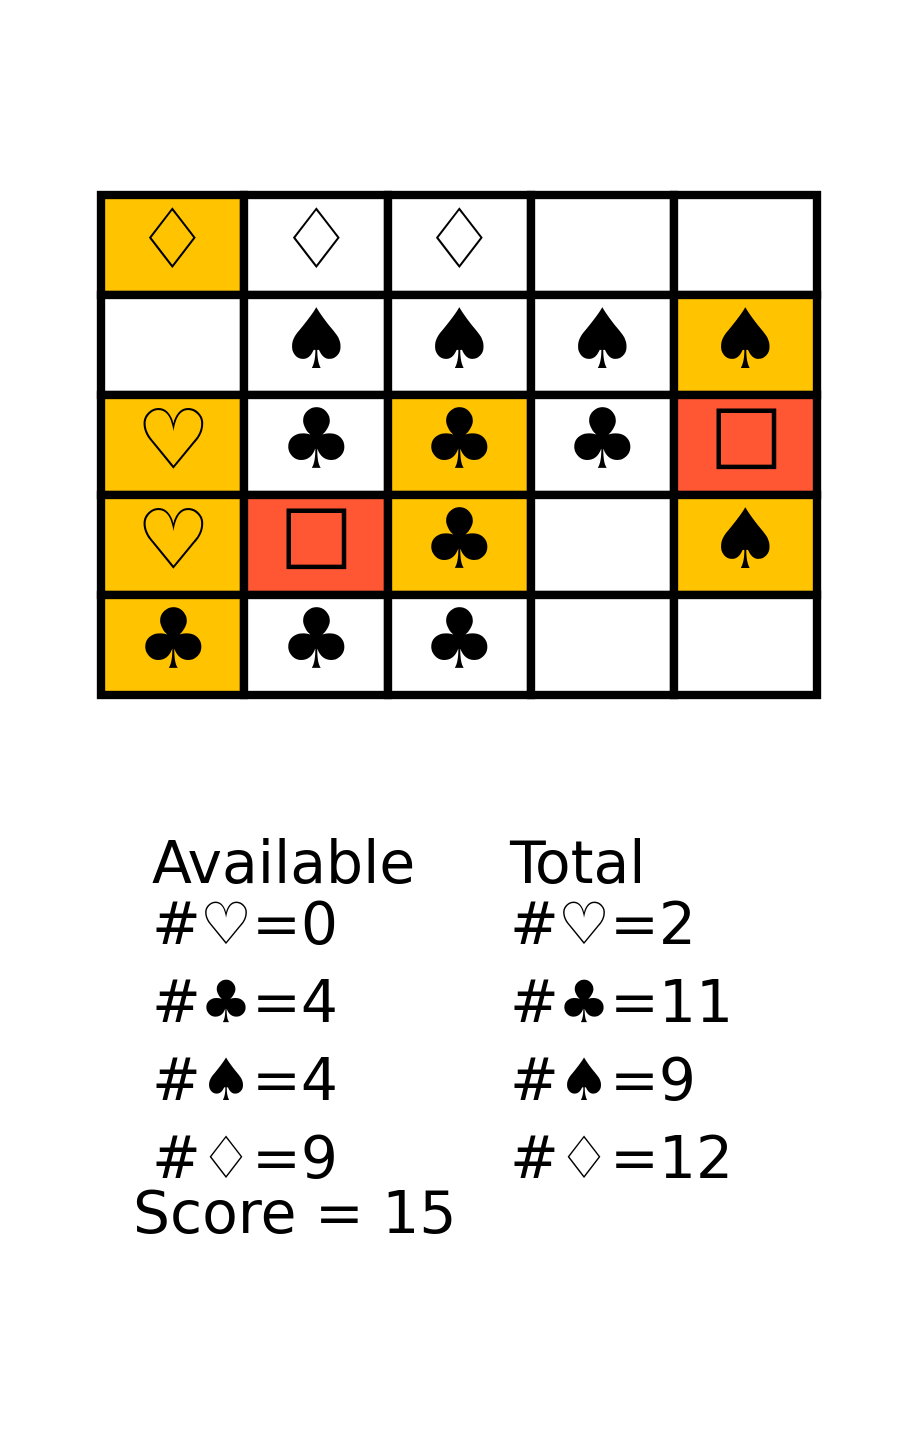 ♢ ♢ ♢
♠ ♠ ♠ ♠
♡ ♣ ♣ ♣ □
♡ □ ♣ ♠
♣ ♣ ♣
Available Total
#♡=0 #♡=2
#♣=4 #♣=11
#♠=4 #♠=9
#♢=9 #♢=12
Score = 15